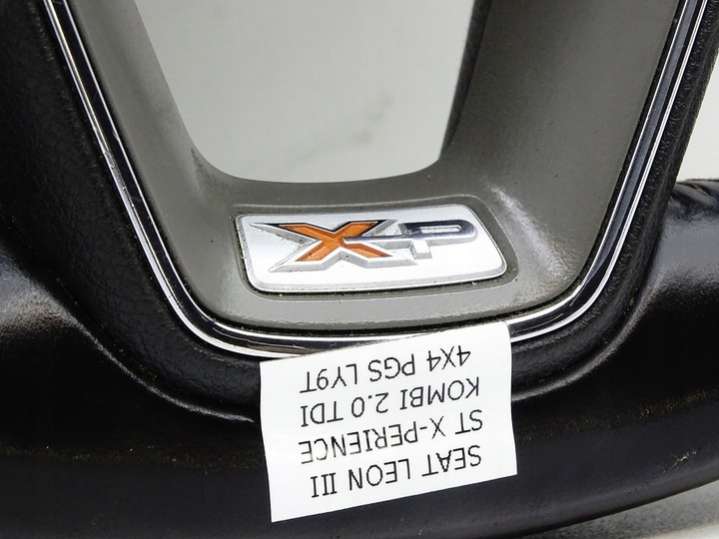 XP
SEAT LEON III
ST X-PERIENCE
KOMBI 2.0 TDI
4X4 PGS LY9T